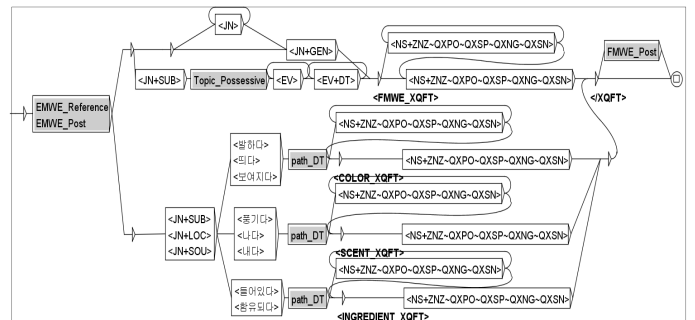 <JN>
<JN+GEN>
<NS+ZNZ~QXPO~QXSP~QXNG~QXSN>
FMWE_Post
<JN+SUB>
Topic_Possessive
<EV>
<EV+DT>
<NS+ZNZ~QXPO~QXSP~QXNG~QXSN>
<FMWE_XQFT>
</XQFT>
EMWE_Reference
EMWE_Post
<NS+ZNZ~QXPO~QXSP~QXNG~QXSN>
<발하다>
<띄다>
<보여지다>
path_DT
<NS+ZNZ~QXPO~QXSP~QXNG~QXSN>
<COLOR_XQFT>
<NS+ZNZ~QXPO~QXSP~QXNG~QXSN>
<JN+SUB>
<JN+LOC>
<JN+SOU>
<풍기다>
<나다>
<내다>
path_DT
<NS+ZNZ~QXPO~QXSP~QXNG~QXSN>
<SCENT_XQFT>
<NS+ZNZ~QXPO~QXSP~QXNG~QXSN>
<들어있다>
<함유되다>
path_DT
<NS+ZNZ~QXPO~QXSP~QXNG~QXSN>
<INGREDIENT_XQFT>